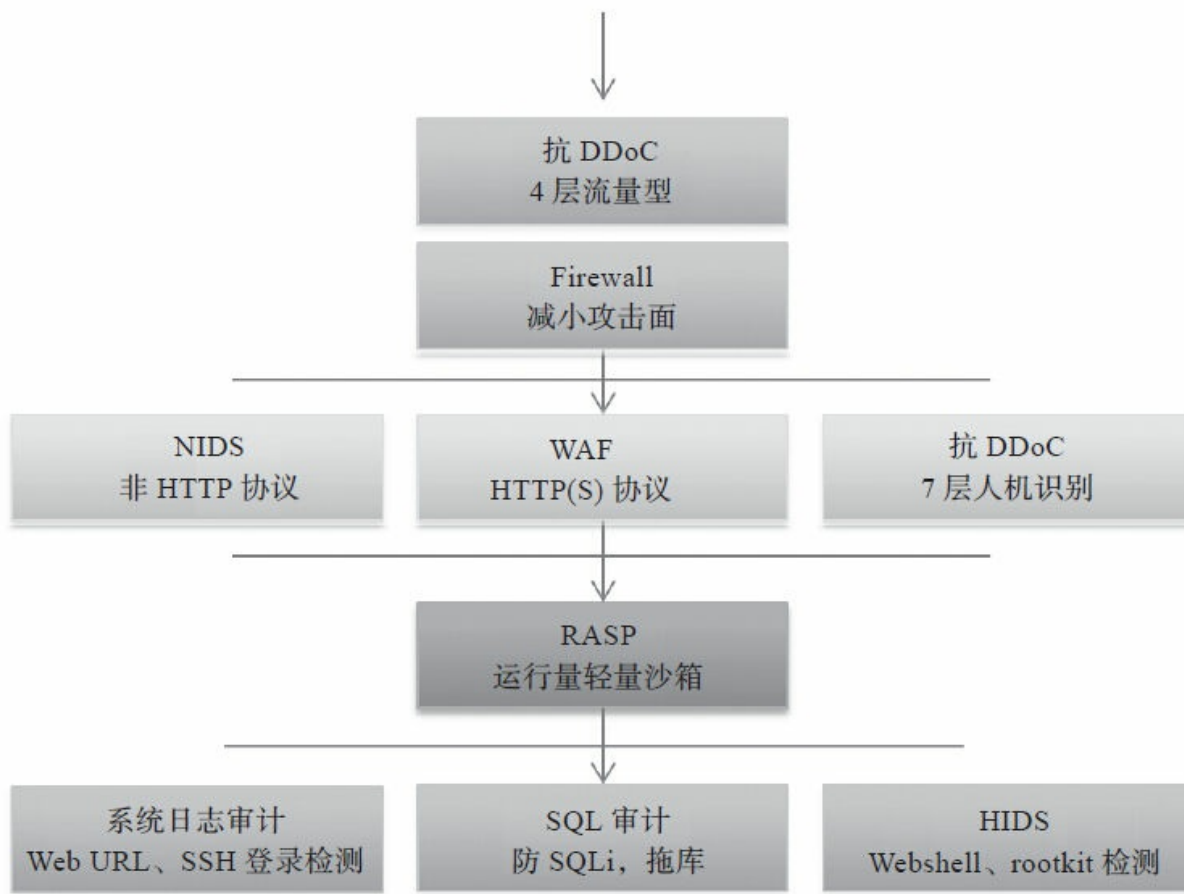 抗 DDoC
4 层流量型
Firewall
减小攻击面
NIDS
非 HTTP 协议
WAF
HTTP(S) 协议
抗 DDoC
7 层人机识别
RASP
运行量轻量沙箱
系统日志审计
Web URL、SSH 登录检测
SQL 审计
防 SQLi，拖库
HIDS
Webshell、rootkit 检测